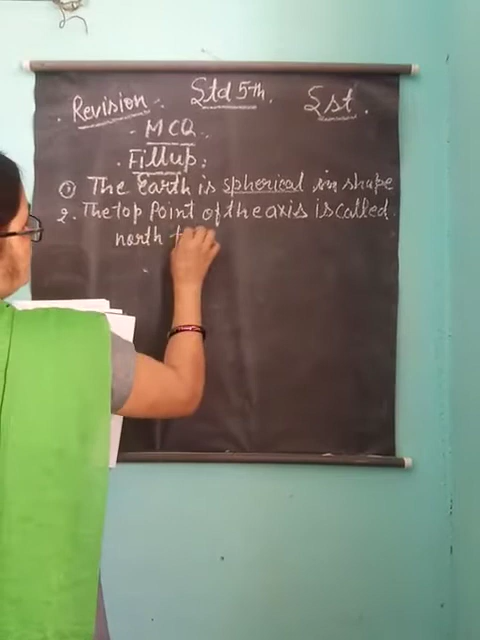 Revision Std 5th. Sst.
MCQ
Fillup:
① The Earth is spherical in shape
2. The top Point of the axis is called
north